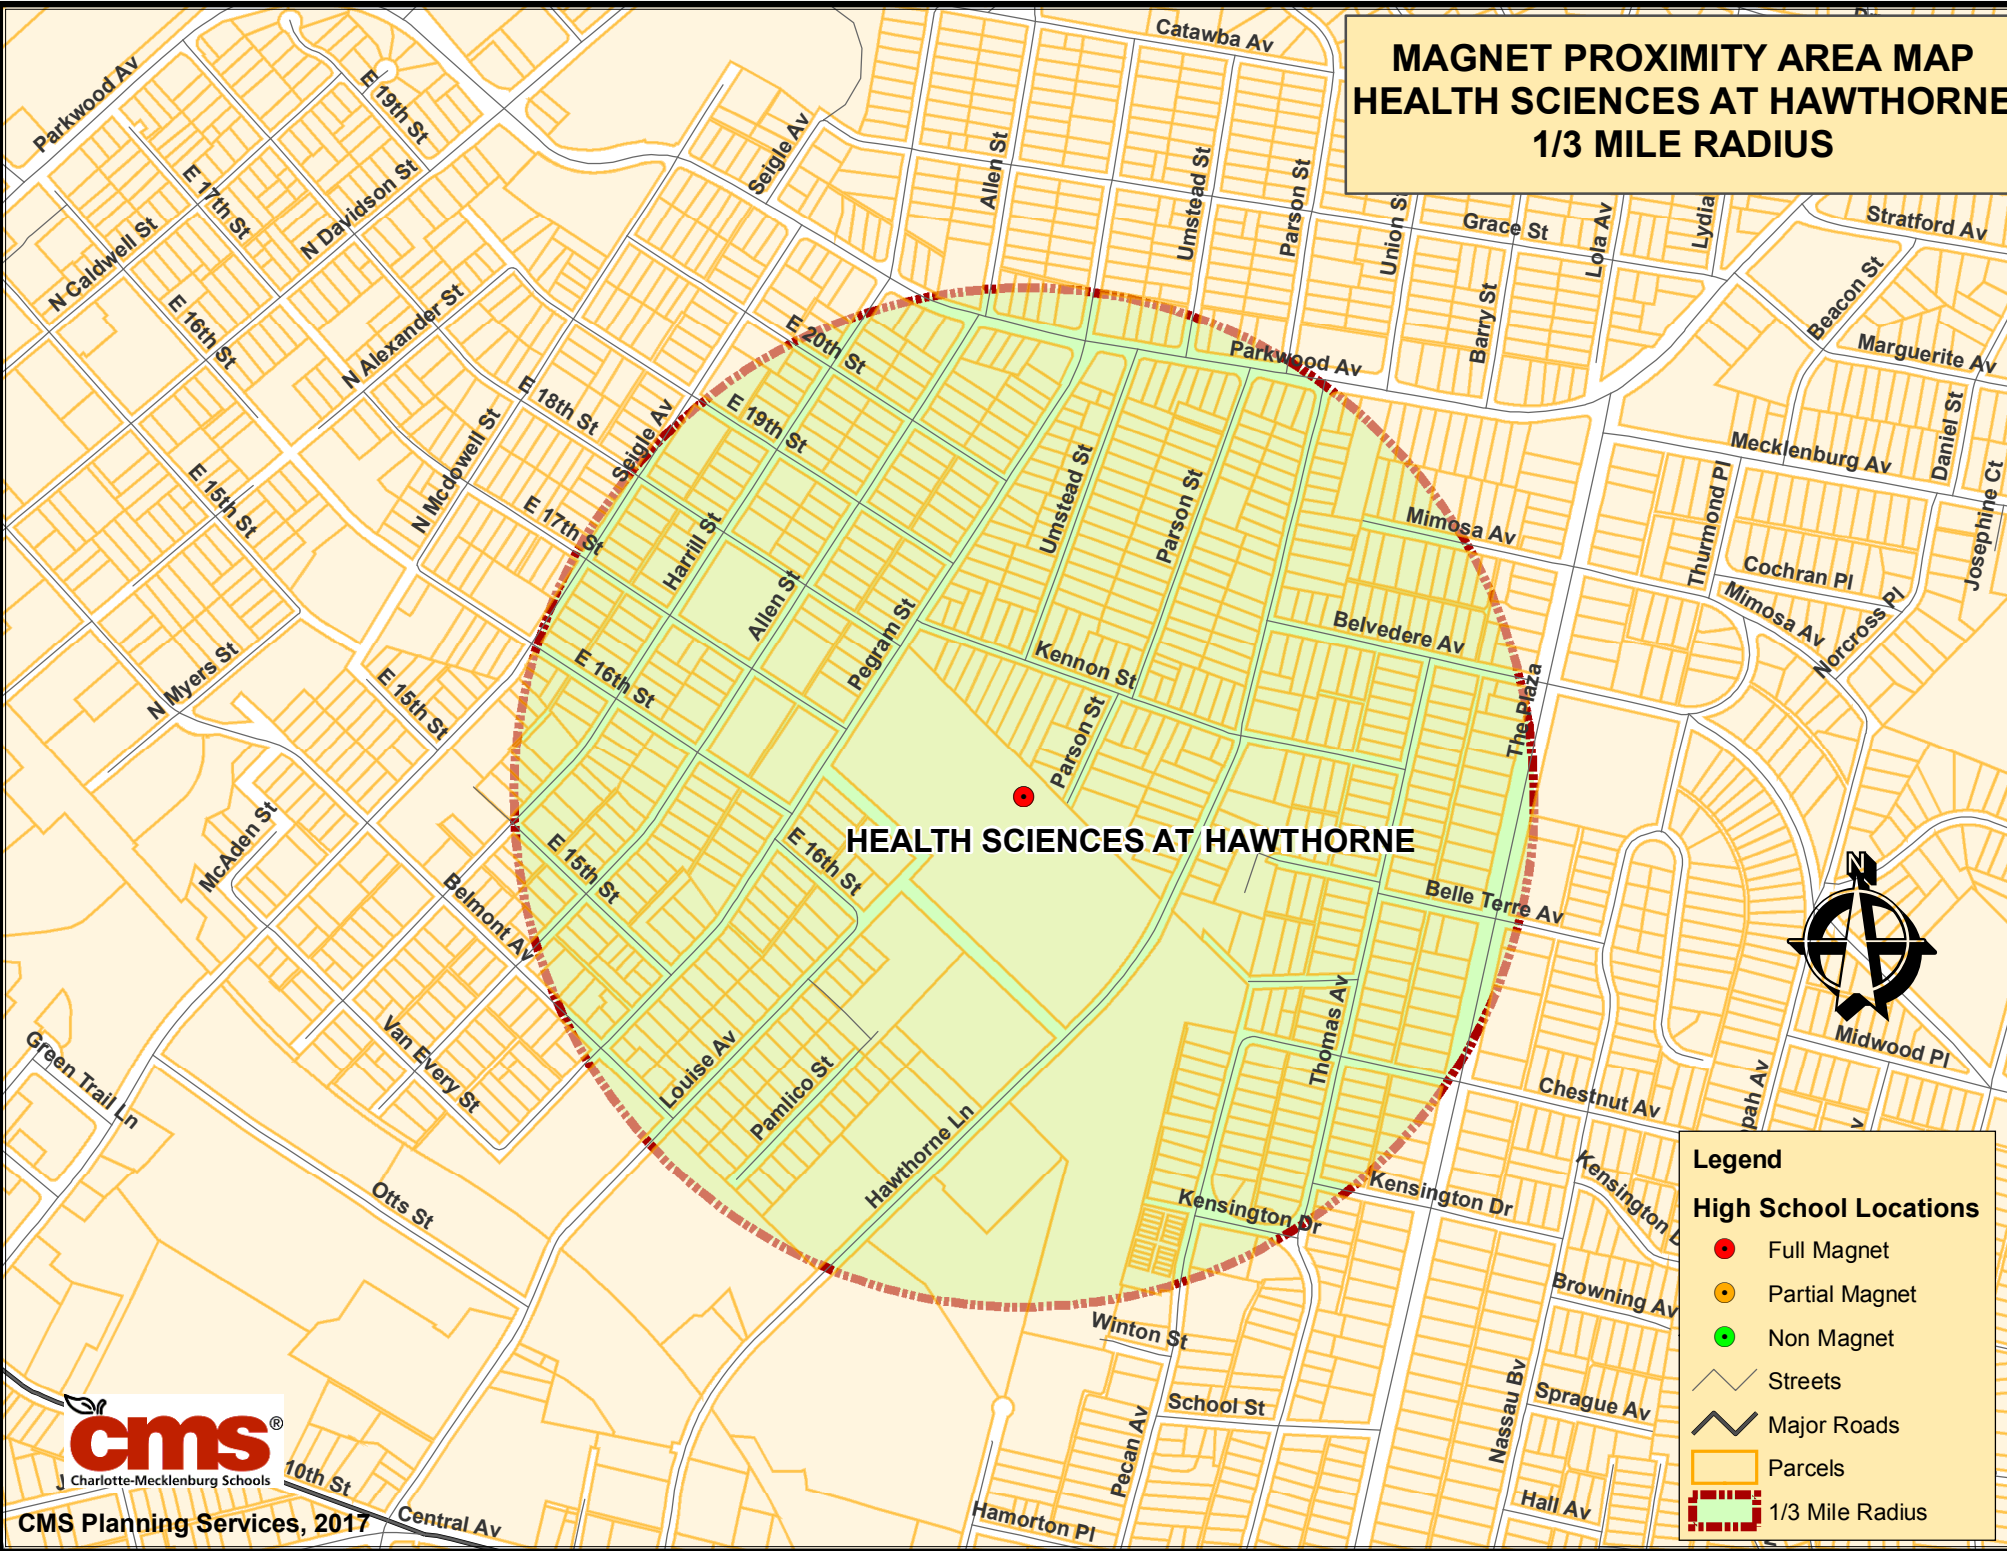 MAGNET PROXIMITY AREA MAP
HEALTH SCIENCES AT HAWTHORNE
1/3 MILE RADIUS
Catawba Av
Parkwood Av
E 19th St
Seigle Av
Allen St
Umstead St
Parson St
Grace St
Lola Av
Lydia
Stratford Av
E 17th St
N Davidson St
N Caldwell St
Beacon St
E 16th St
N Alexander St
Barry St
Marguerite Av
E 20th St
Parkwood Av
E 18th St
Seigle Av
E 19th St
N Mcdowell St
Daniel St
Mecklenburg Av
E 15th St
E 17th St
Umstead St
Parson St
Mimosa Av
Thurmond Pl
Josephine Ct
Harrill St
Cochran Pl
Allen St
Mimosa Av
Norcross Pl
Pegram St
Belvedere Av
Kennon St
N Myers St
E 15th St
E 16th St
The Plaza
Parson St
HEALTH SCIENCES AT HAWTHORNE
McAden St
E 15th St
E 16th St
Belmont Av
Belle Terre Av
N
Thomas Av
Van Every St
Louise Av
Green Trail Ln
Pamlico St
Midwood Pl
Chestnut Av
Hawthorne Ln
Otts St
Kensington Dr
Kensington Dr
Kensington D
Browning Av
Winton St
School St
Pecan Av
Nassau Bv
Sprague Av
Hall Av
Hamorton Pl
10th St
Central Av
Legend
High School Locations
Full Magnet
Partial Magnet
Non Magnet
Streets
Major Roads
Parcels
1/3 Mile Radius
cms®
Charlotte-Mecklenburg Schools
CMS Planning Services, 2017